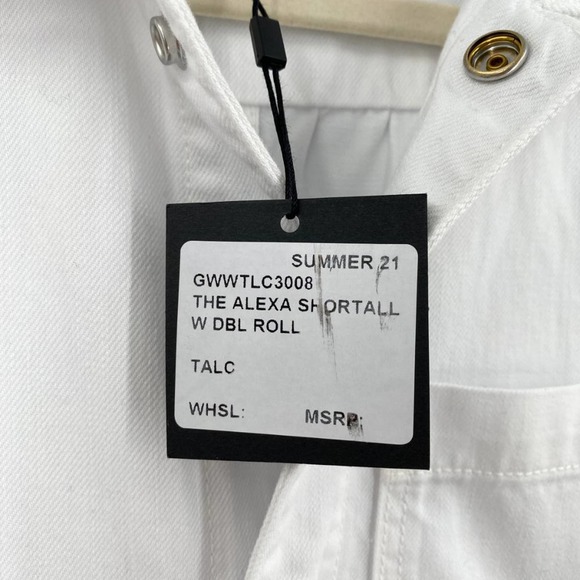 SUMMER 21
GWWTLC3008
THE ALEXA SHORTALL
W DBL ROLL
TALC
WHSL: MSRP: